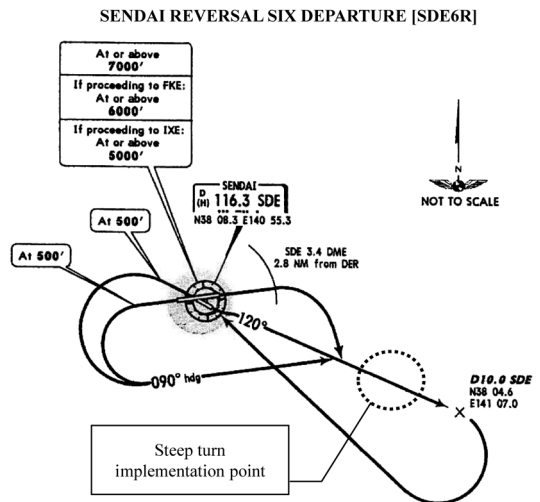 SENDAI REVERSAL SIX DEPARTURE [SDE6R]
At or above
7000'
If proceeding to FKE:
At or above
6000'
If proceeding to IXE:
At or above
5000'
N
NOT TO SCALE
SENDAI
D
(H) 116.3 SDE
N38 08.3 E140 55.3
At 500'
At 500'
SDE 3.4 DME
2.8 NM from DER
120°
090° hdg
D10.0 SDE
N38 04.6
E141 07.0
Steep turn
implementation point